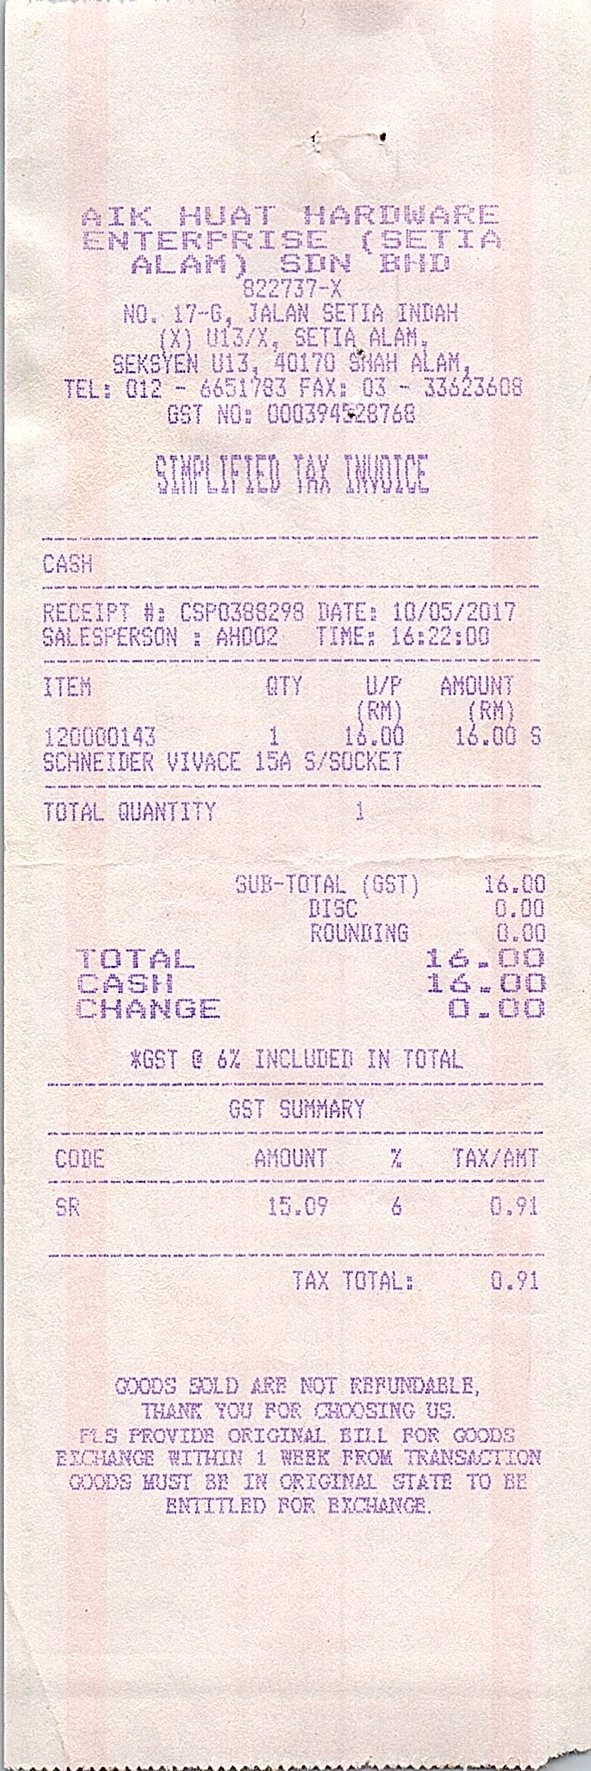 AIK HUAT HARDWARE
ENTERPRISE (SETIA
ALAM) SDN BHD
822737-X
NO. 17-G, JALAN SETIA INDAH
(X) U13/X, SETIA ALAM,
SEKSYEN U13, 40170 SHAH ALAM,
TEL: 012 - 6651783 FAX: 03 - 33623608
GST NO: 000394528768
SIMPLIFIED TAX INVOICE
CASH
RECEIPT #: CSP0388298 DATE: 10/05/2017
SALESPERSON : AH002 TIME: 16:22:00
ITEM QTY U/P AMOUNT
(RM) (RM)
120000143 1 16.00 16.00 S
SCHNEIDER VIVACE 15A S/SOCKET
TOTAL QUANTITY 1
SUB-TOTAL (GST) 16.00
DISC 0.00
ROUNDING 0.00
TOTAL 16.00
CASH 16.00
CHANGE 0.00
*GST @ 6% INCLUDED IN TOTAL
GST SUMMARY
CODE AMOUNT % TAX/AMT
SR 15.09 6 0.91
TAX TOTAL: 0.91
GOODS SOLD ARE NOT REFUNDABLE,
THANK YOU FOR CHOOSING US.
PLS PROVIDE ORIGINAL BILL FOR GOODS
EXCHANGE WITHIN 1 WEEK FROM TRANSACTION
GOODS MUST BE IN ORIGINAL STATE TO BE
ENTITLED FOR EXCHANGE.